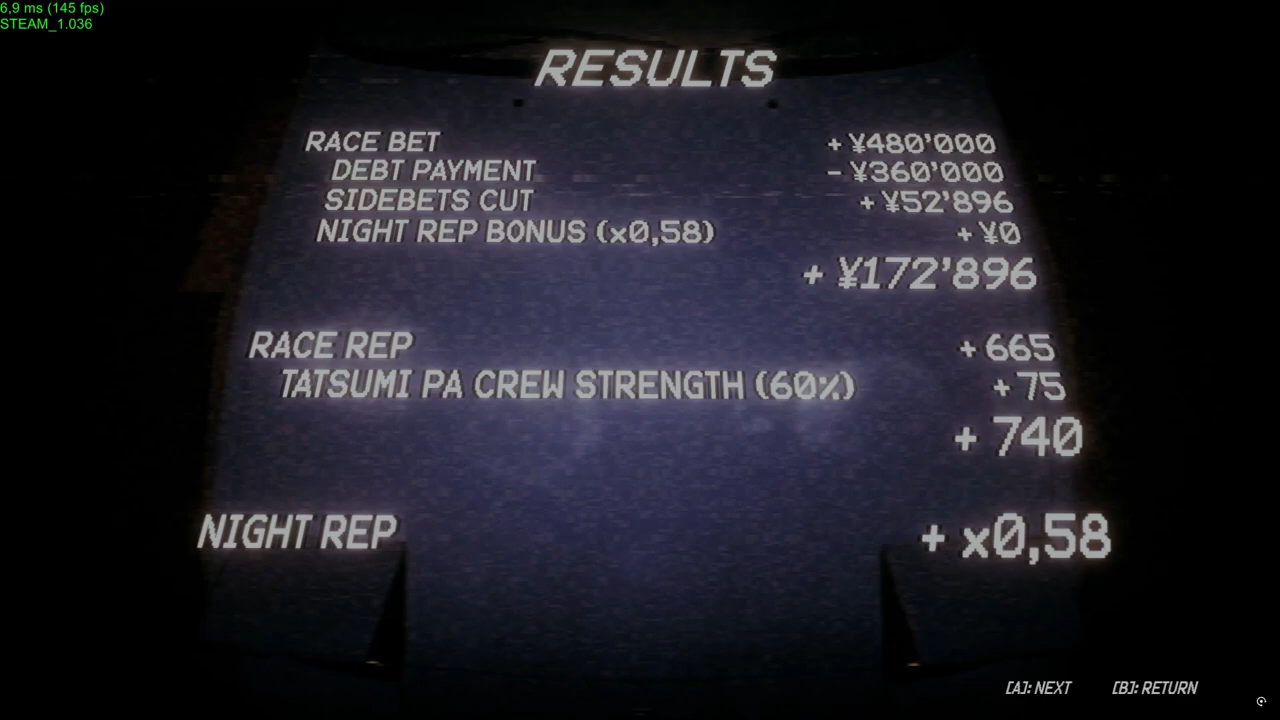 6,9 ms (145 fps)
STEAM_1.036
RESULTS
RACE BET + ¥480'000
DEBT PAYMENT - ¥360'000
SIDEBETS CUT + ¥52'896
NIGHT REP BONUS (x0,58) + ¥0
+ ¥172'896
RACE REP + 665
TATSUMI PA CREW STRENGTH (60%) + 75
+ 740
NIGHT REP + x0,58
[A]: NEXT [B]: RETURN